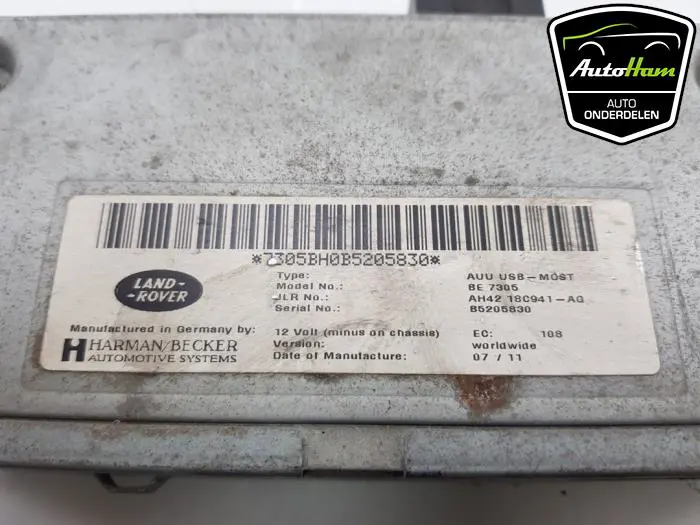 AutoHam
AUTO
ONDERDELEN
*7305BH0B5205830*
LAND-
-ROVER
Type: AUU USB-MOST
Model No.: BE 7305
JLR No.: AH42 18C941-AG
Serial No.: B5205830
Manufactured in Germany by: 12 Volt (minus on chassis) EC: 108
HARMAN/BECKER Version: worldwide
AUTOMOTIVE SYSTEMS Date of Manufacture: 07 / 11